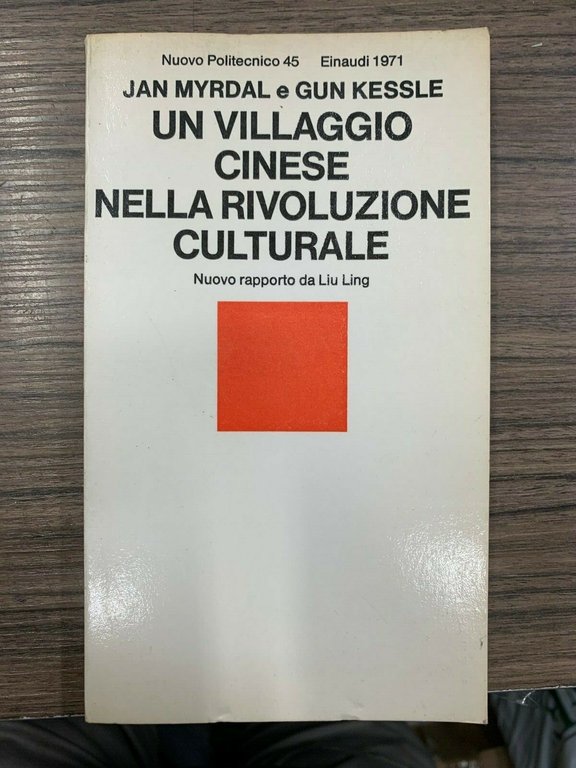 Nuovo Politecnico 45 Einaudi 1971
JAN MYRDAL e GUN KESSLE
UN VILLAGGIO
CINESE
NELLA RIVOLUZIONE
CULTURALE
Nuovo rapporto da Liu Ling